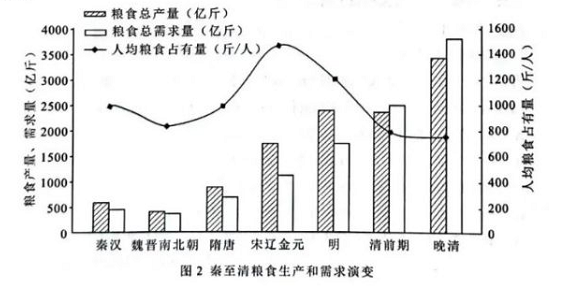 粮食总产量（亿斤）
粮食总需求量（亿斤）
人均粮食占有量（斤/人）
粮食产量、需求量（亿斤）
4000
3500
3000
2500
2000
1500
1000
500
0
1600
1400
1200
1000
800
600
400
200
0
人均粮食占有量（斤/人）
秦汉 魏晋南北朝 隋唐 宋辽金元 明 清前期 晚清
图2 秦至清粮食生产和需求演变